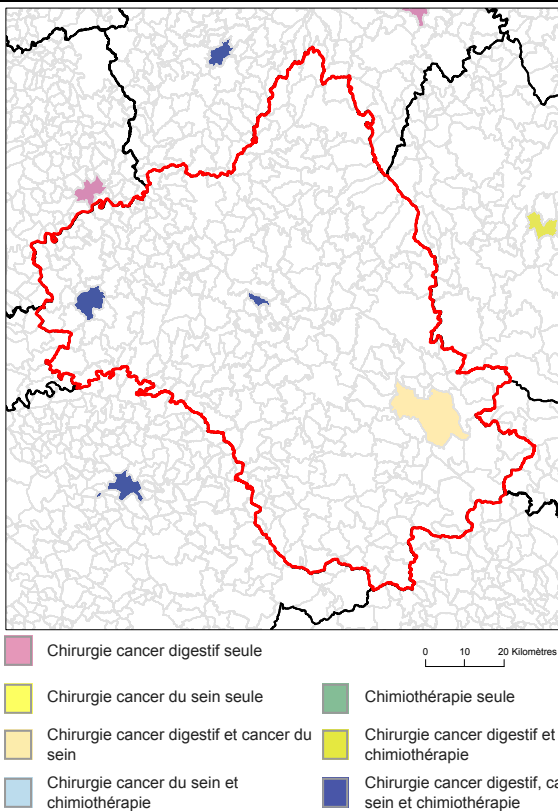 Chirurgie cancer digestif seule
0 10 20 Kilomètres
Chirurgie cancer du sein seule
Chimiothérapie seule
Chirurgie cancer digestif et cancer du
sein
Chirurgie cancer digestif et
chimiothérapie
Chirurgie cancer du sein et
chimiothérapie
Chirurgie cancer digestif, ca
sein et chimiothérapie